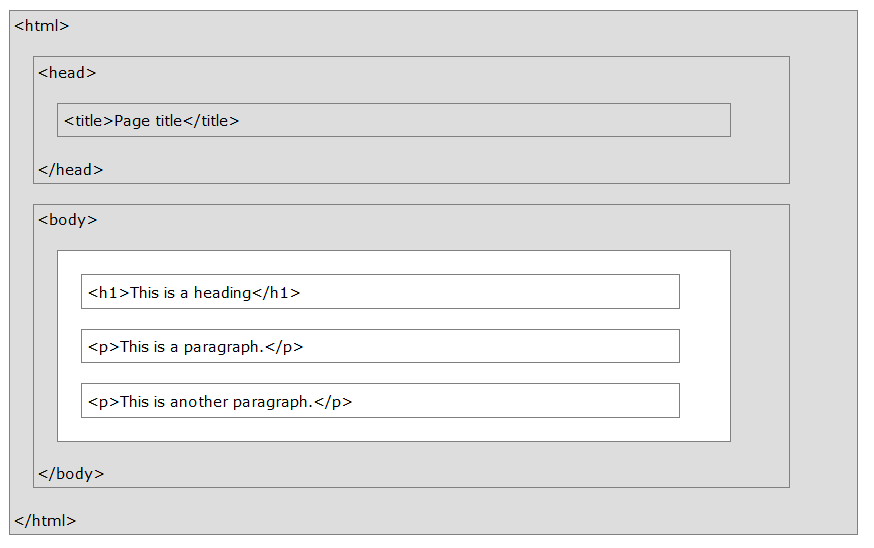 <html>
<head>
<title>Page title</title>
</head>
<body>
<h1>This is a heading</h1>
<p>This is a paragraph.</p>
<p>This is another paragraph.</p>
</body>
</html>